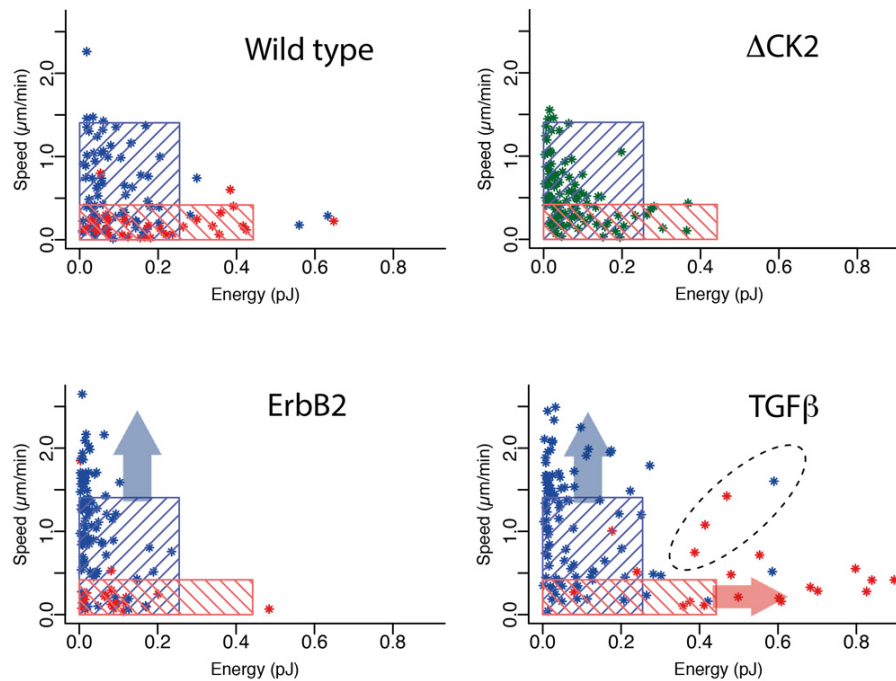 Wild type
Speed (µm/min)
2.0
1.0
0.0
0.0 0.2 0.4 0.6 0.8
Energy (pJ)
ΔCK2
Speed (µm/min)
2.0
1.0
0.0
0.0 0.2 0.4 0.6 0.8
Energy (pJ)
ErbB2
Speed (µm/min)
2.0
1.0
0.0
0.0 0.2 0.4 0.6 0.8
Energy (pJ)
TGFβ
Speed (µm/min)
2.0
1.0
0.0
0.0 0.2 0.4 0.6 0.8
Energy (pJ)